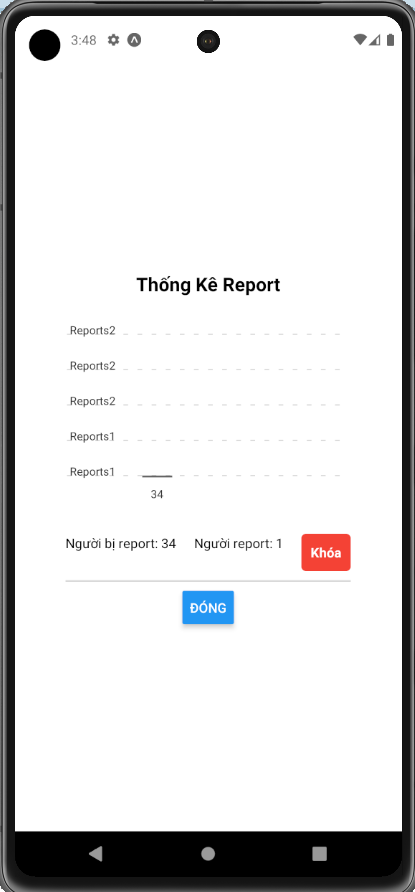 3:48
Thống Kê Report
Reports2
Reports2
Reports2
Reports1
Reports1
34
Người bị report: 34 Người report: 1 Khóa
ĐÓNG